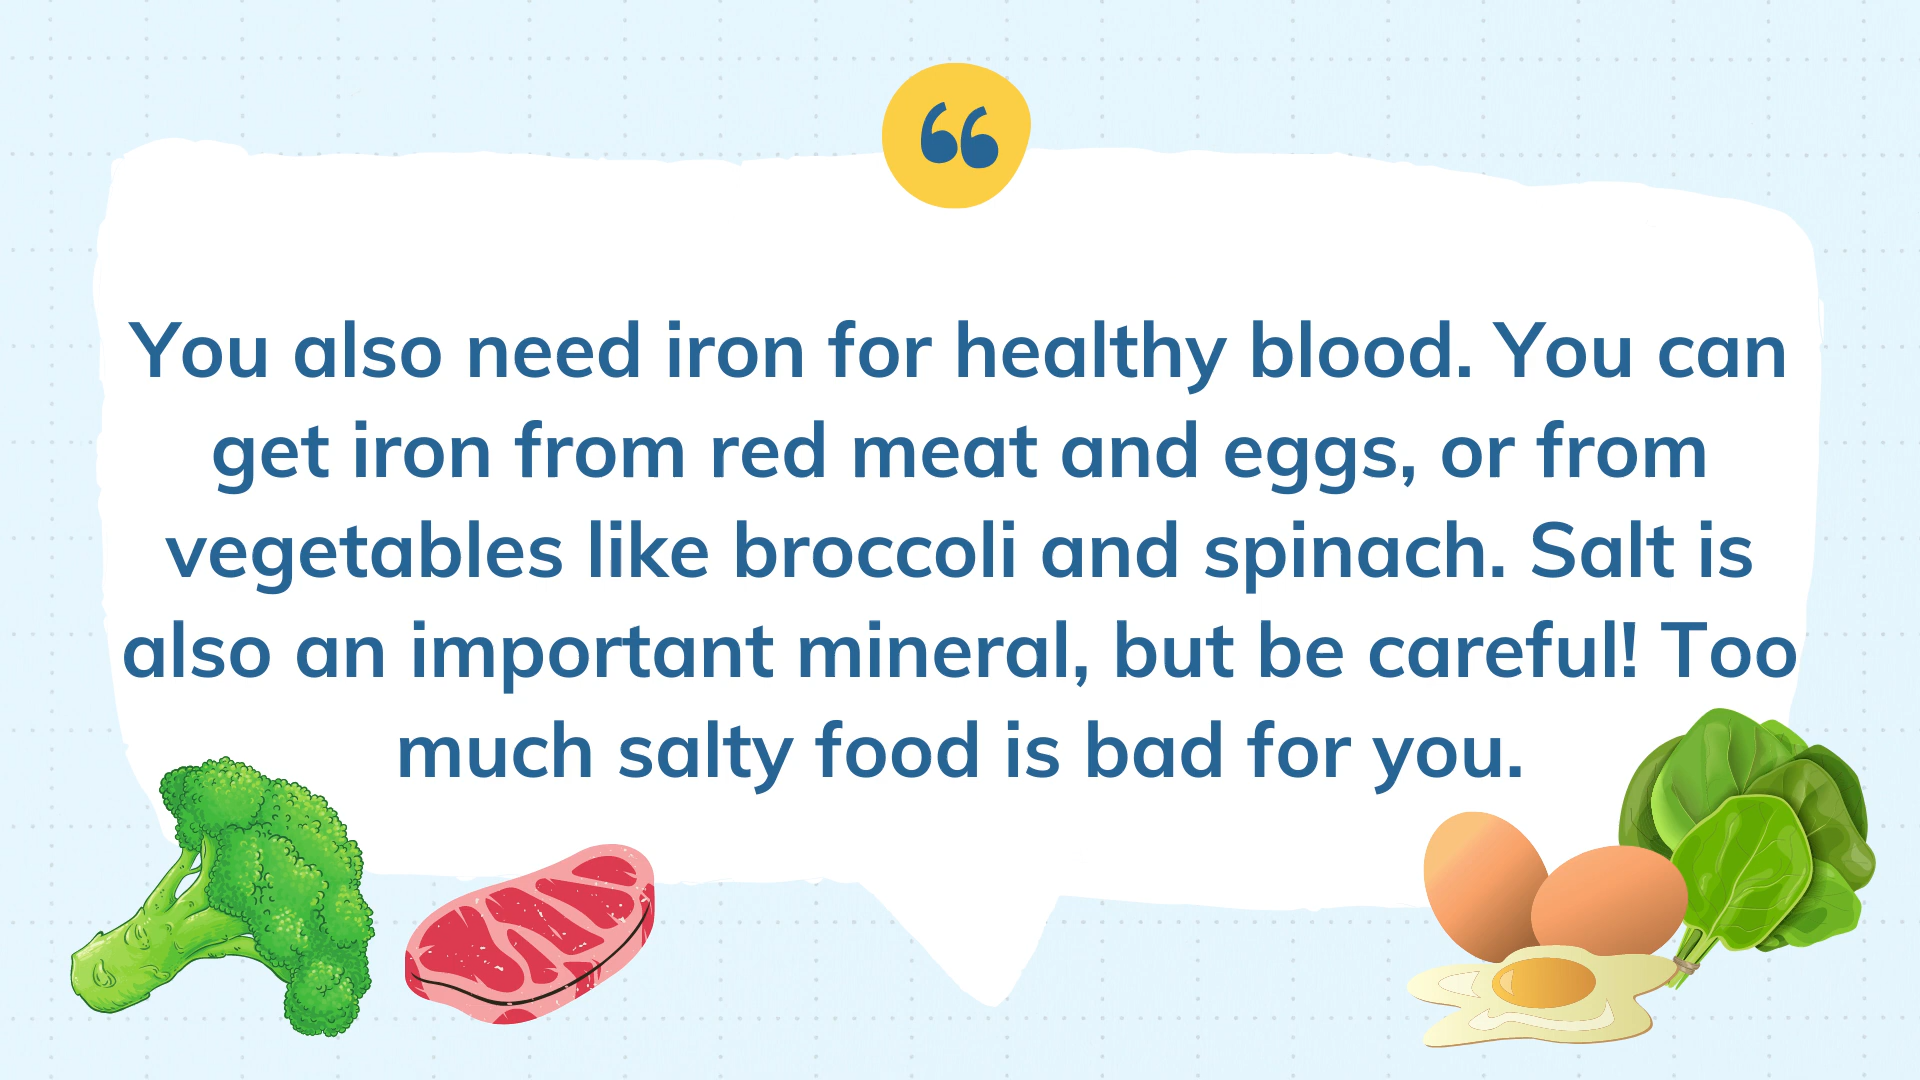 “
You also need iron for healthy blood. You can
get iron from red meat and eggs, or from
vegetables like broccoli and spinach. Salt is
also an important mineral, but be careful! Too
much salty food is bad for you.